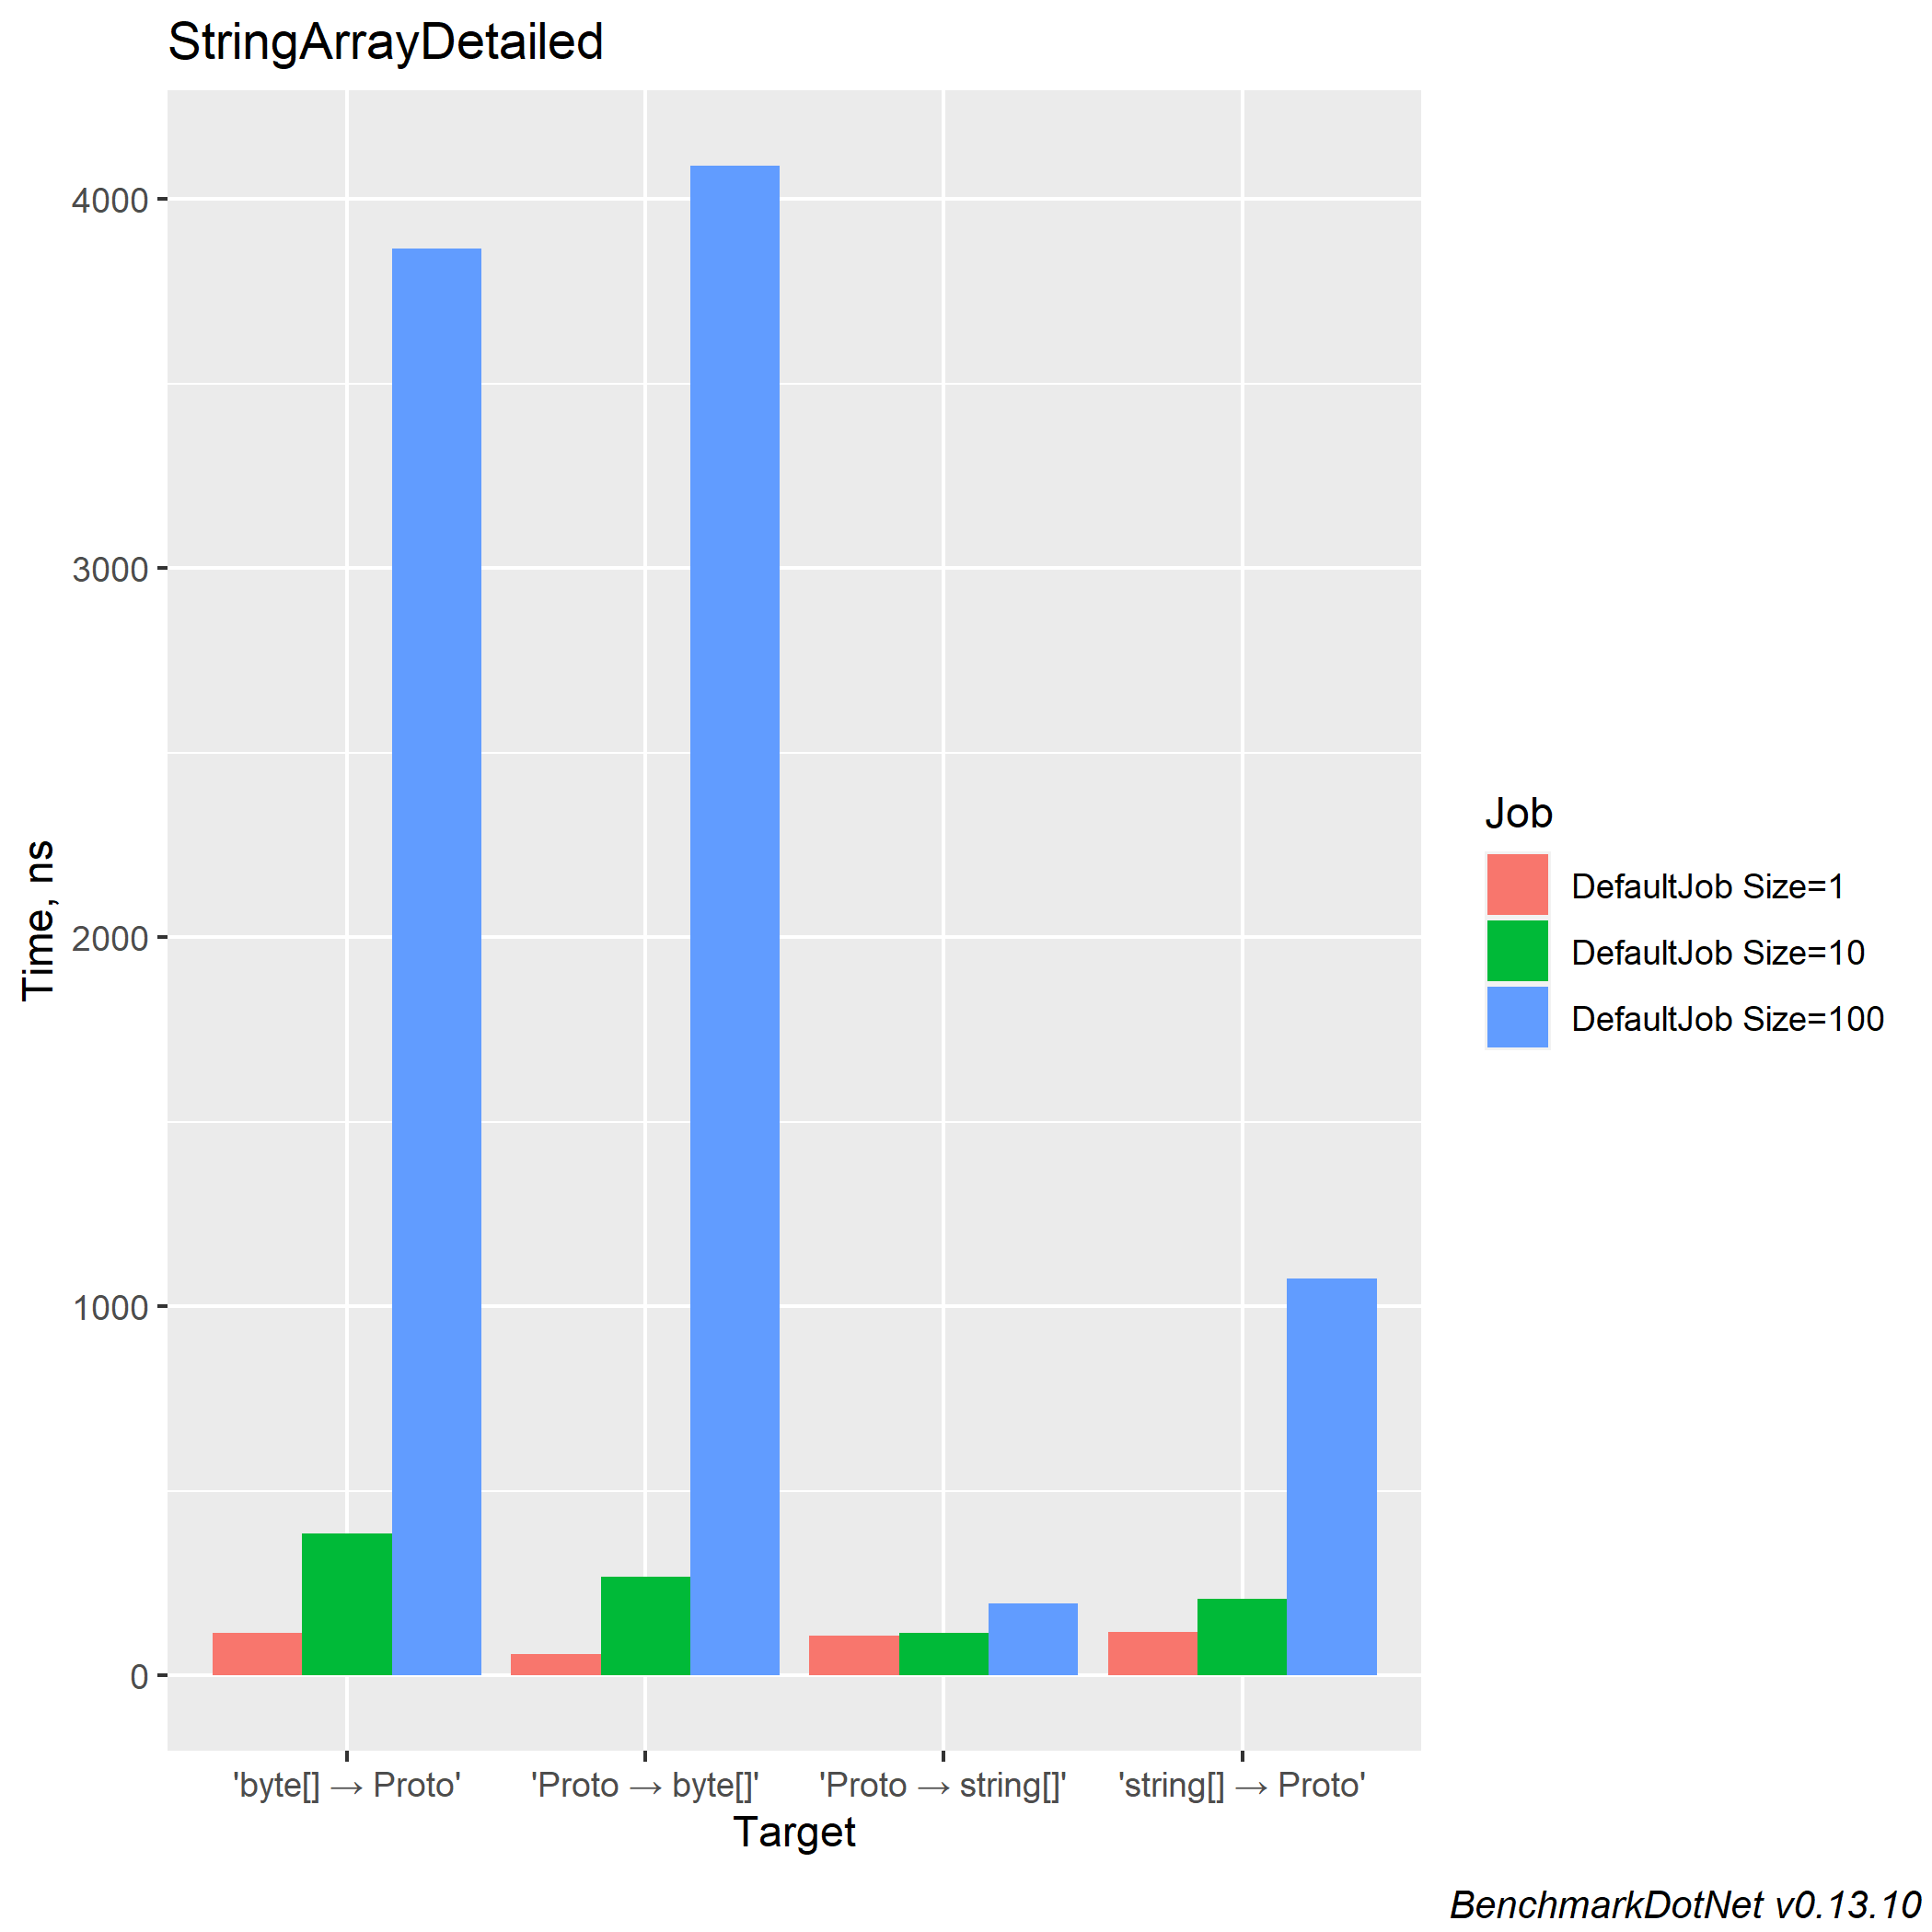 StringArrayDetailed
4000
3000
2000
1000
0
Time, ns
'byte[] → Proto'
'Proto → byte[]'
'Proto → string[]'
'string[] → Proto'
Target
Job
DefaultJob Size=1
DefaultJob Size=10
DefaultJob Size=100
BenchmarkDotNet v0.13.10